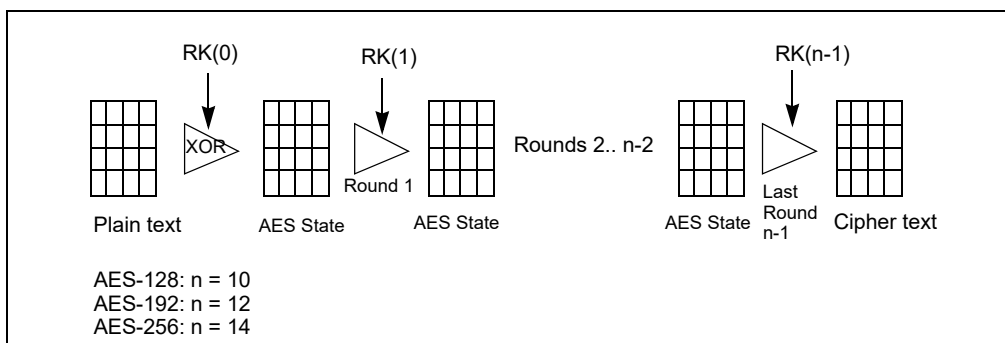 RK(0)
RK(1)
RK(n-1)
XOR
Rounds 2.. n-2
Round 1
Plain text
AES State
AES State
AES State
Last
Round
n-1
Cipher text
AES-128: n = 10
AES-192: n = 12
AES-256: n = 14